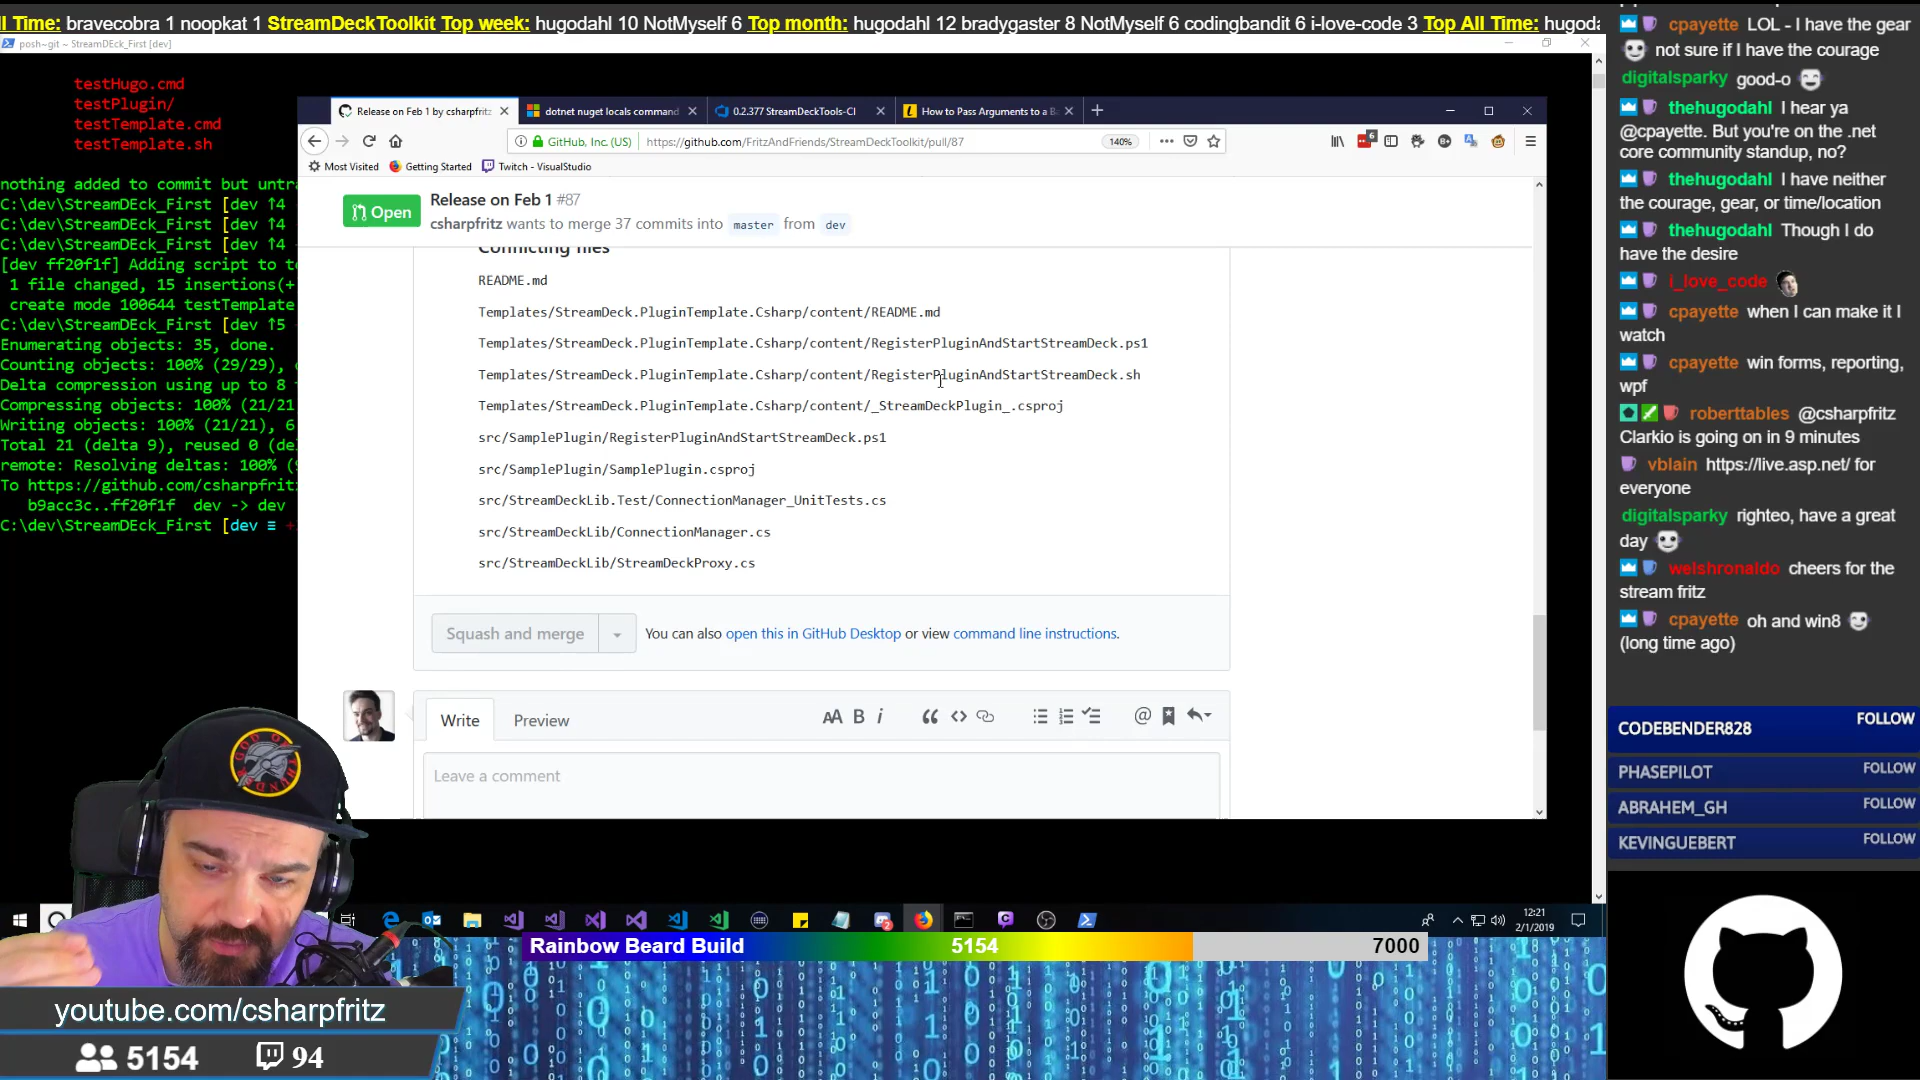 l Time: bravecobra 1 noopkat 1 StreamDeckToolkit Top week: hugodahl 10 NotMyself 6 Top month: hugodahl 12 bradygaster 8 NotMyself 6 codingbandit 6 i-love-code 3 Top All Time: hugoda
posh~git ~ StreamDEck_First [dev]
testHugo.cmd
testPlugin/
testTemplate.cmd
testTemplate.sh
nothing added to commit but untra
C:\dev\StreamDEck_First [dev ↑4
C:\dev\StreamDEck_First [dev ↑4
C:\dev\StreamDEck_First [dev ↑4
[dev ff20f1f] Adding script to te
1 file changed, 15 insertions(+
create mode 100644 testTemplate
C:\dev\StreamDEck_First [dev ↑5
Enumerating objects: 35, done.
Counting objects: 100% (29/29),
Delta compression using up to 8 t
Compressing objects: 100% (21/21
Writing objects: 100% (21/21), 6
Total 21 (delta 9), reused 0 (de
remote: Resolving deltas: 100% (
To https://github.com/csharpfritz
b9acc3c..ff20f1f dev -> dev
C:\dev\StreamDEck_First [dev ≡ +
Release on Feb 1 by csharpfritz
dotnet nuget locals command
0.2.377 StreamDeckTools-CI
How to Pass Arguments to a Ba
GitHub, Inc. (US)
https://github.com/FritzAndFriends/StreamDeckToolkit/pull/87
140%
6
Most Visited
Getting Started
Twitch - VisualStudio
Open
Release on Feb 1 #87
csharpfritz wants to merge 37 commits into master from dev
Conflicting files
README.md
Templates/StreamDeck.PluginTemplate.Csharp/content/README.md
Templates/StreamDeck.PluginTemplate.Csharp/content/RegisterPluginAndStartStreamDeck.ps1
Templates/StreamDeck.PluginTemplate.Csharp/content/RegisterPluginAndStartStreamDeck.sh
Templates/StreamDeck.PluginTemplate.Csharp/content/_StreamDeckPlugin_.csproj
src/SamplePlugin/RegisterPluginAndStartStreamDeck.ps1
src/SamplePlugin/SamplePlugin.csproj
src/StreamDeckLib.Test/ConnectionManager_UnitTests.cs
src/StreamDeckLib/ConnectionManager.cs
src/StreamDeckLib/StreamDeckProxy.cs
Squash and merge
You can also open this in GitHub Desktop or view command line instructions.
Write
Preview
AA B i
Leave a comment
cpayette LOL - I have the gear
not sure if I have the courage
digitalsparky good-o
thehugodahl I hear ya
@cpayette. But you're on the .net
core community standup, no?
thehugodahl I have neither
the courage, gear, or time/location
thehugodahl Though I do
have the desire
i_love_code
cpayette when I can make it I
watch
cpayette win forms, reporting,
wpf
roberttables @csharpfritz
Clarkio is going on in 9 minutes
vblain https://live.asp.net/ for
everyone
digitalsparky righteo, have a great
day
welshronaldo cheers for the
stream fritz
cpayette oh and win8
(long time ago)
CODEBENDER828 FOLLOW
PHASEPILOT FOLLOW
ABRAHEM_GH FOLLOW
KEVINGUEBERT FOLLOW
12:21
2/1/2019
Rainbow Beard Build 5154 7000
youtube.com/csharpfritz
5154 94